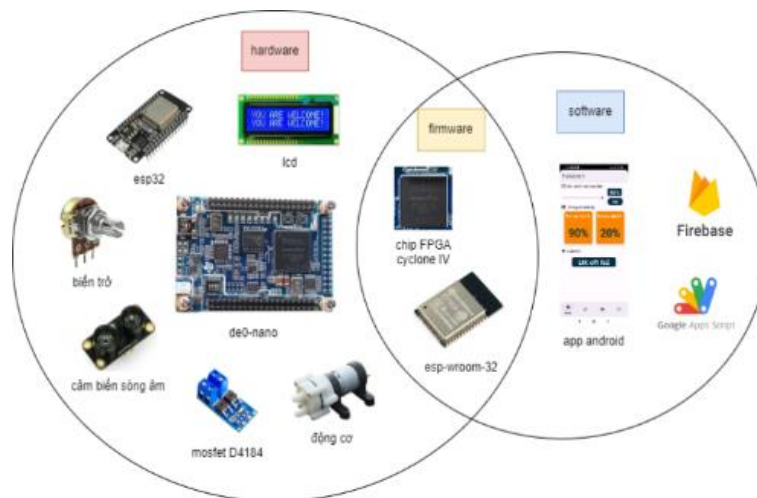 hardware
firmware
software
YOU ARE WELCOME!
YOU ARE WELCOME!
esp32
lcd
chip FPGA
cyclone IV
90%
20%
Firebase
biến trở
de0-nano
app android
Google Apps Script
cảm biến sóng âm
esp-wroom-32
mosfet D4184
động cơ